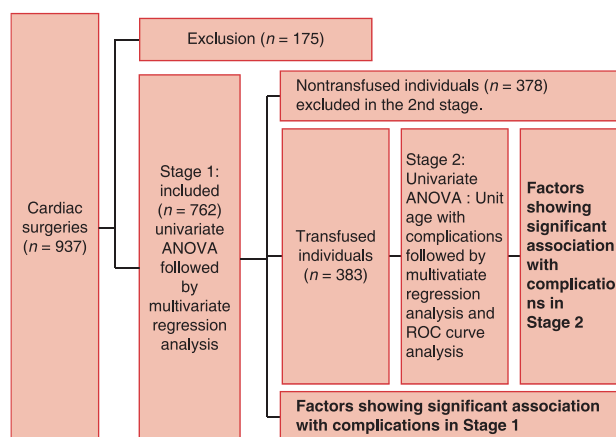 Cardiac
surgeries
(n = 937)
Exclusion (n = 175)
Stage 1:
included
(n = 762)
univariate
ANOVA
followed
by
multivariate
regression
analysis
Nontransfused individuals (n = 378)
excluded in the 2nd stage.
Transfused
individuals
(n = 383)
Stage 2:
Univariate
ANOVA : Unit
age with
complications
followed by
multivatiate
regression
analysis and
ROC curve
analysis
Factors
showing
significant
association
with
complicatio
ns in
Stage 2
Factors showing significant association
with complications in Stage 1